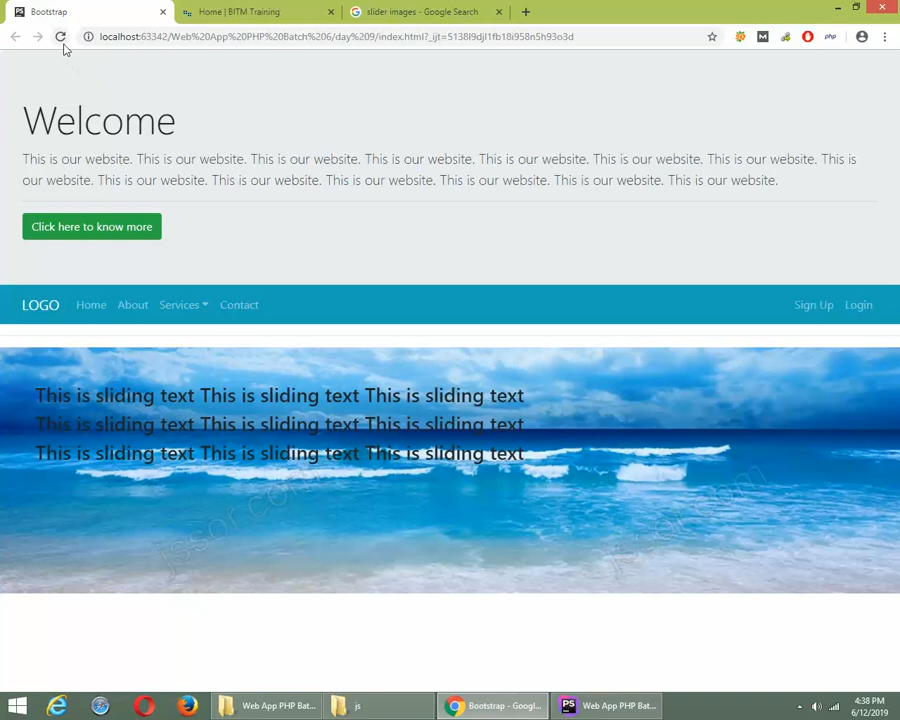 Bootstrap
Home | BITM Training
slider images - Google Search
localhost:63342/Web%20App%20PHP%20Batch%206/day%209/index.html?_ijt=5138l9djl1fb18i958n5h93o3d
php
Welcome
This is our website. This is our website. This is our website. This is our website. This is our website. This is our website. This is our website. This is
our website. This is our website. This is our website. This is our website. This is our website. This is our website. This is our website.
Click here to know more
LOGO Home About Services Contact Sign Up Login
This is sliding text This is sliding text This is sliding text
This is sliding text This is sliding text This is sliding text
This is sliding text This is sliding text This is sliding text
jssor.com
jssor.com
Web App PHP Bat...
js
Bootstrap - Googl...
PS Web App PHP Bat...
4:38 PM
6/12/2019